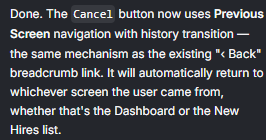 Done. The Cancel button now uses Previous
Screen navigation with history transition —
the same mechanism as the existing "‹ Back"
breadcrumb link. It will automatically return to
whichever screen the user came from,
whether that's the Dashboard or the New
Hires list.